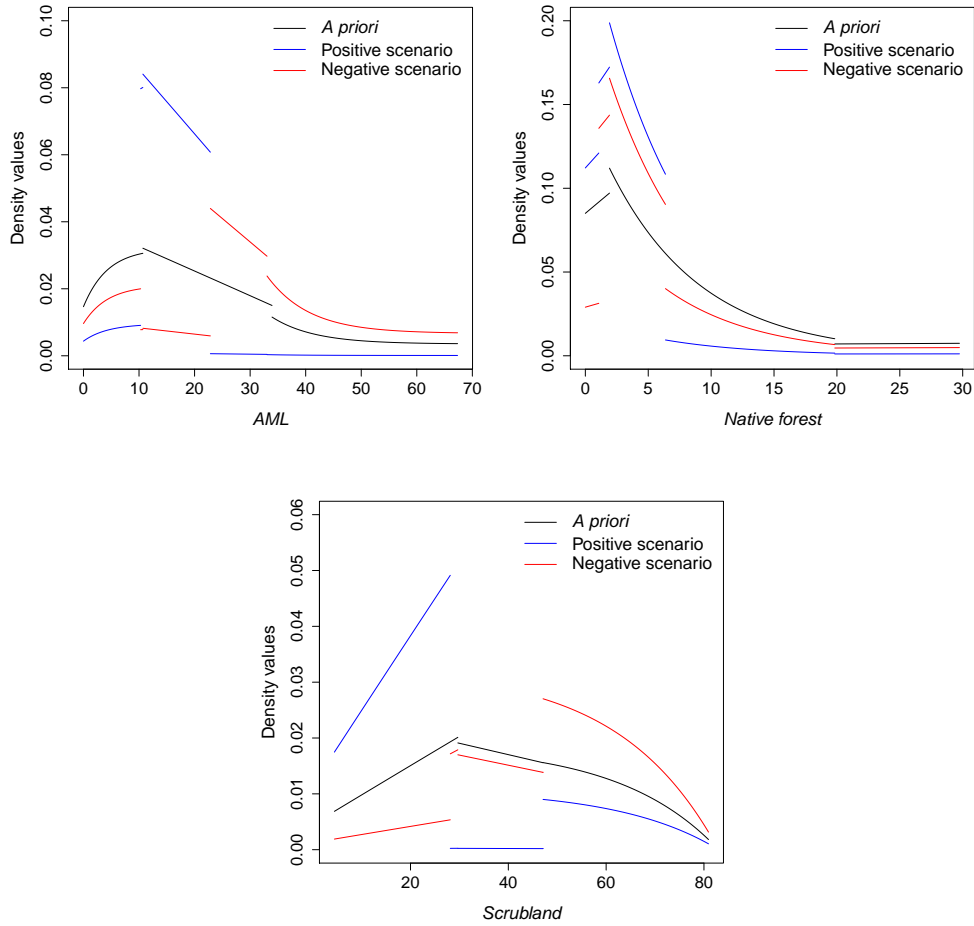 A priori
Positive scenario
Negative scenario
Density values
0.00
0.02
0.04
0.06
0.08
0.10
0 10 20 30 40 50 60 70
AML
A priori
Positive scenario
Negative scenario
Density values
0.00
0.05
0.10
0.15
0.20
0 5 10 15 20 25 30
Native forest
A priori
Positive scenario
Negative scenario
Density values
0.00
0.01
0.02
0.03
0.04
0.05
0.06
20 40 60 80
Scrubland